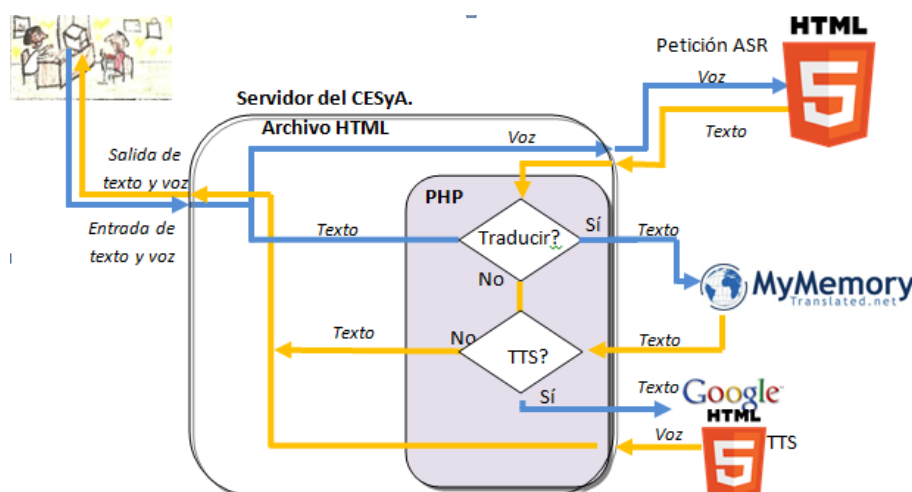 HTML
5
Petición ASR
Voz
Texto
Servidor del CESyA.
Archivo HTML
Voz
Salida de
texto y voz
PHP
Entrada de
texto y voz
Texto
Traducir?
Sí
Texto
No
MyMemory
Translated.net
Texto
No
TTS?
Texto
Sí
Texto
Google
HTML
5
Voz
TTS